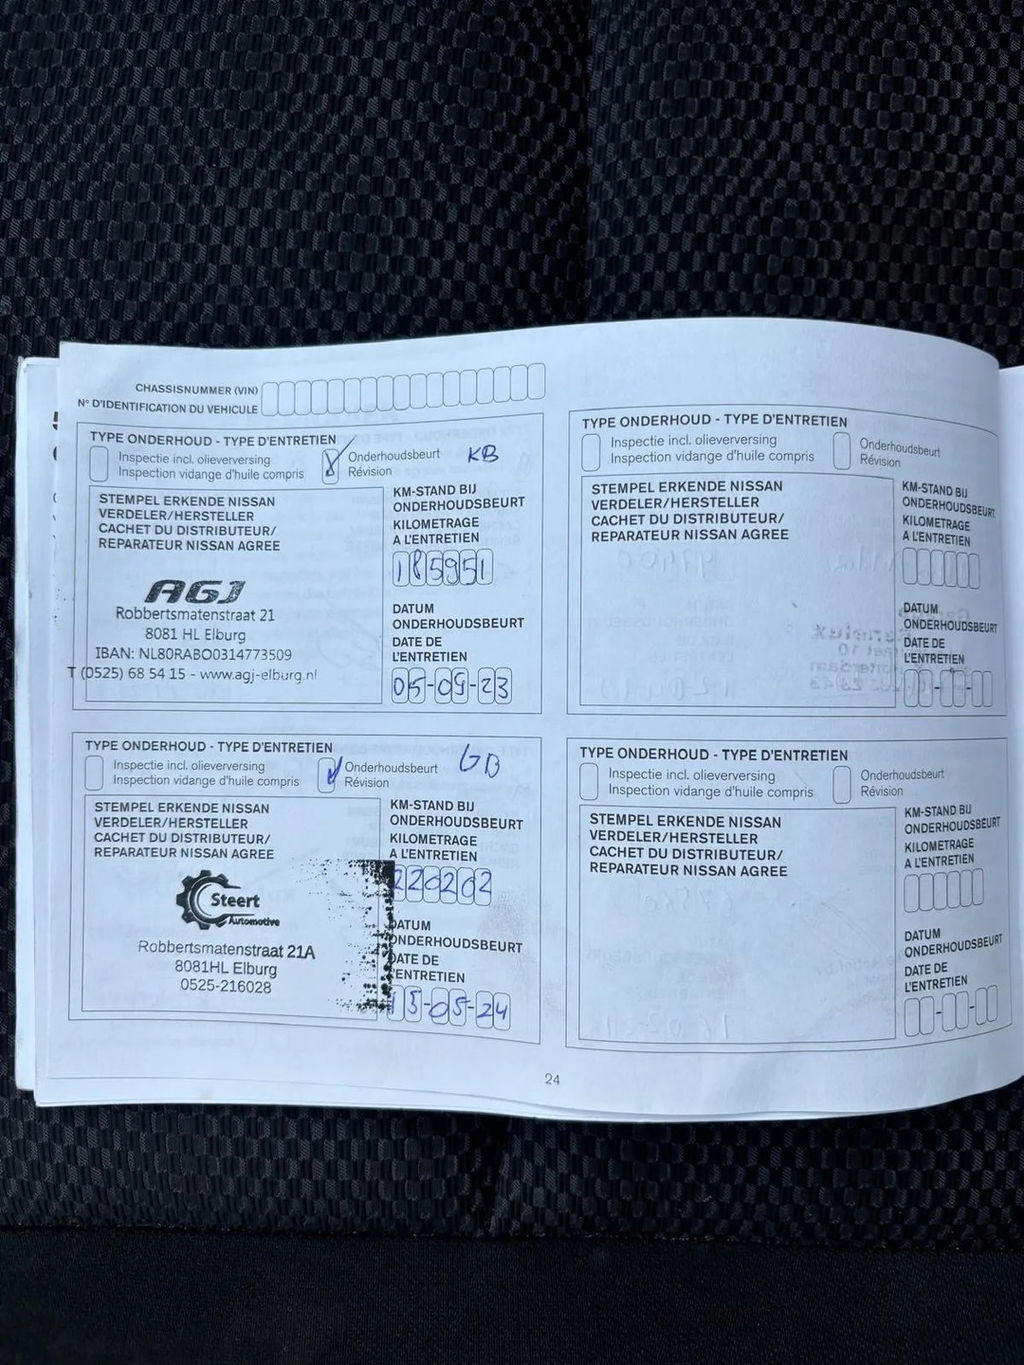 CHASSISNUMMER (VIN)
N° D'IDENTIFICATION DU VEHICULE
TYPE ONDERHOUD - TYPE D'ENTRETIEN
Inspectie incl. olieverversing
Inspection vidange d'huile compris
Onderhoudsbeurt
Révision
KB
STEMPEL ERKENDE NISSAN
VERDELER/HERSTELLER
CACHET DU DISTRIBUTEUR/
REPARATEUR NISSAN AGREE
AGJ
Robbertsmatenstraat 21
8081 HL Elburg
IBAN: NL80RABO0314773509
T (0525) 68 54 15 - www.agj-elburg.nl
KM-STAND BIJ
ONDERHOUDSBEURT
KILOMETRAGE
A L'ENTRETIEN
185951
DATUM
ONDERHOUDSBEURT
DATE DE
L'ENTRETIEN
05-09-23
TYPE ONDERHOUD - TYPE D'ENTRETIEN
Inspectie incl. olieverversing
Inspection vidange d'huile compris
Onderhoudsbeurt
Révision
GB
STEMPEL ERKENDE NISSAN
VERDELER/HERSTELLER
CACHET DU DISTRIBUTEUR/
REPARATEUR NISSAN AGREE
Steert
Automotive
Robbertsmatenstraat 21A
8081HL Elburg
0525-216028
KM-STAND BIJ
ONDERHOUDSBEURT
KILOMETRAGE
A L'ENTRETIEN
220202
DATUM
ONDERHOUDSBEURT
DATE DE
L'ENTRETIEN
15-05-24
TYPE ONDERHOUD - TYPE D'ENTRETIEN
Inspectie incl. olieverversing
Inspection vidange d'huile compris
Onderhoudsbeurt
Révision
STEMPEL ERKENDE NISSAN
VERDELER/HERSTELLER
CACHET DU DISTRIBUTEUR/
REPARATEUR NISSAN AGREE
KM-STAND BIJ
ONDERHOUDSBEURT
KILOMETRAGE
A L'ENTRETIEN
DATUM
ONDERHOUDSBEURT
DATE DE
L'ENTRETIEN
TYPE ONDERHOUD - TYPE D'ENTRETIEN
Inspectie incl. olieverversing
Inspection vidange d'huile compris
Onderhoudsbeurt
Révision
STEMPEL ERKENDE NISSAN
VERDELER/HERSTELLER
CACHET DU DISTRIBUTEUR/
REPARATEUR NISSAN AGREE
KM-STAND BIJ
ONDERHOUDSBEURT
KILOMETRAGE
A L'ENTRETIEN
DATUM
ONDERHOUDSBEURT
DATE DE
L'ENTRETIEN
24